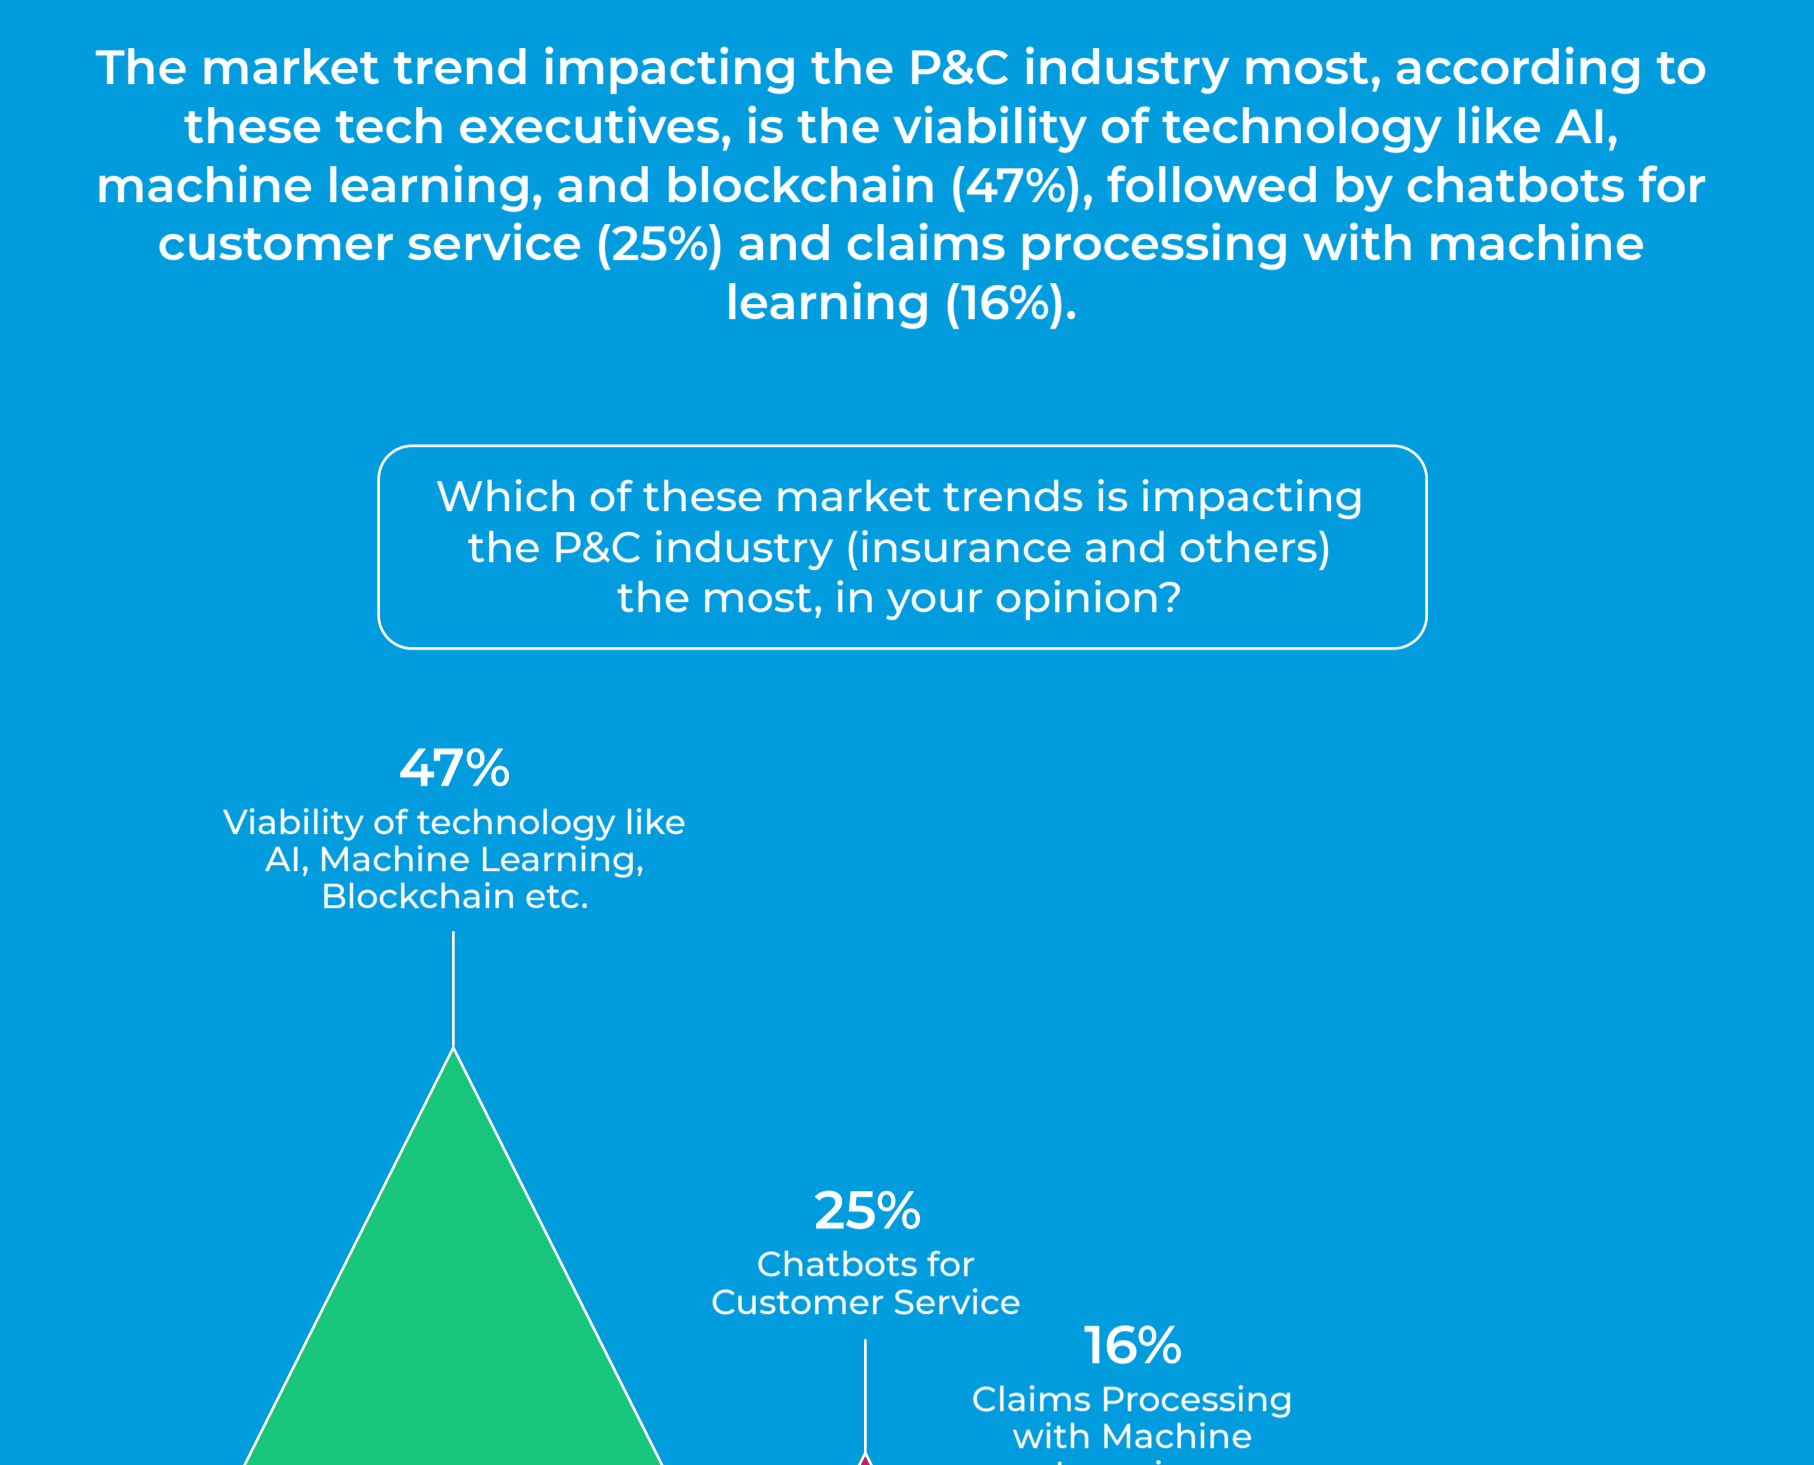 The market trend impacting the P&C industry most, according to
these tech executives, is the viability of technology like AI,
machine learning, and blockchain (47%), followed by chatbots for
customer service (25%) and claims processing with machine
learning (16%).
Which of these market trends is impacting
the P&C industry (insurance and others)
the most, in your opinion?
47%
Viability of technology like
AI, Machine Learning,
Blockchain etc.
25%
Chatbots for
Customer Service
16%
Claims Processing
with Machine